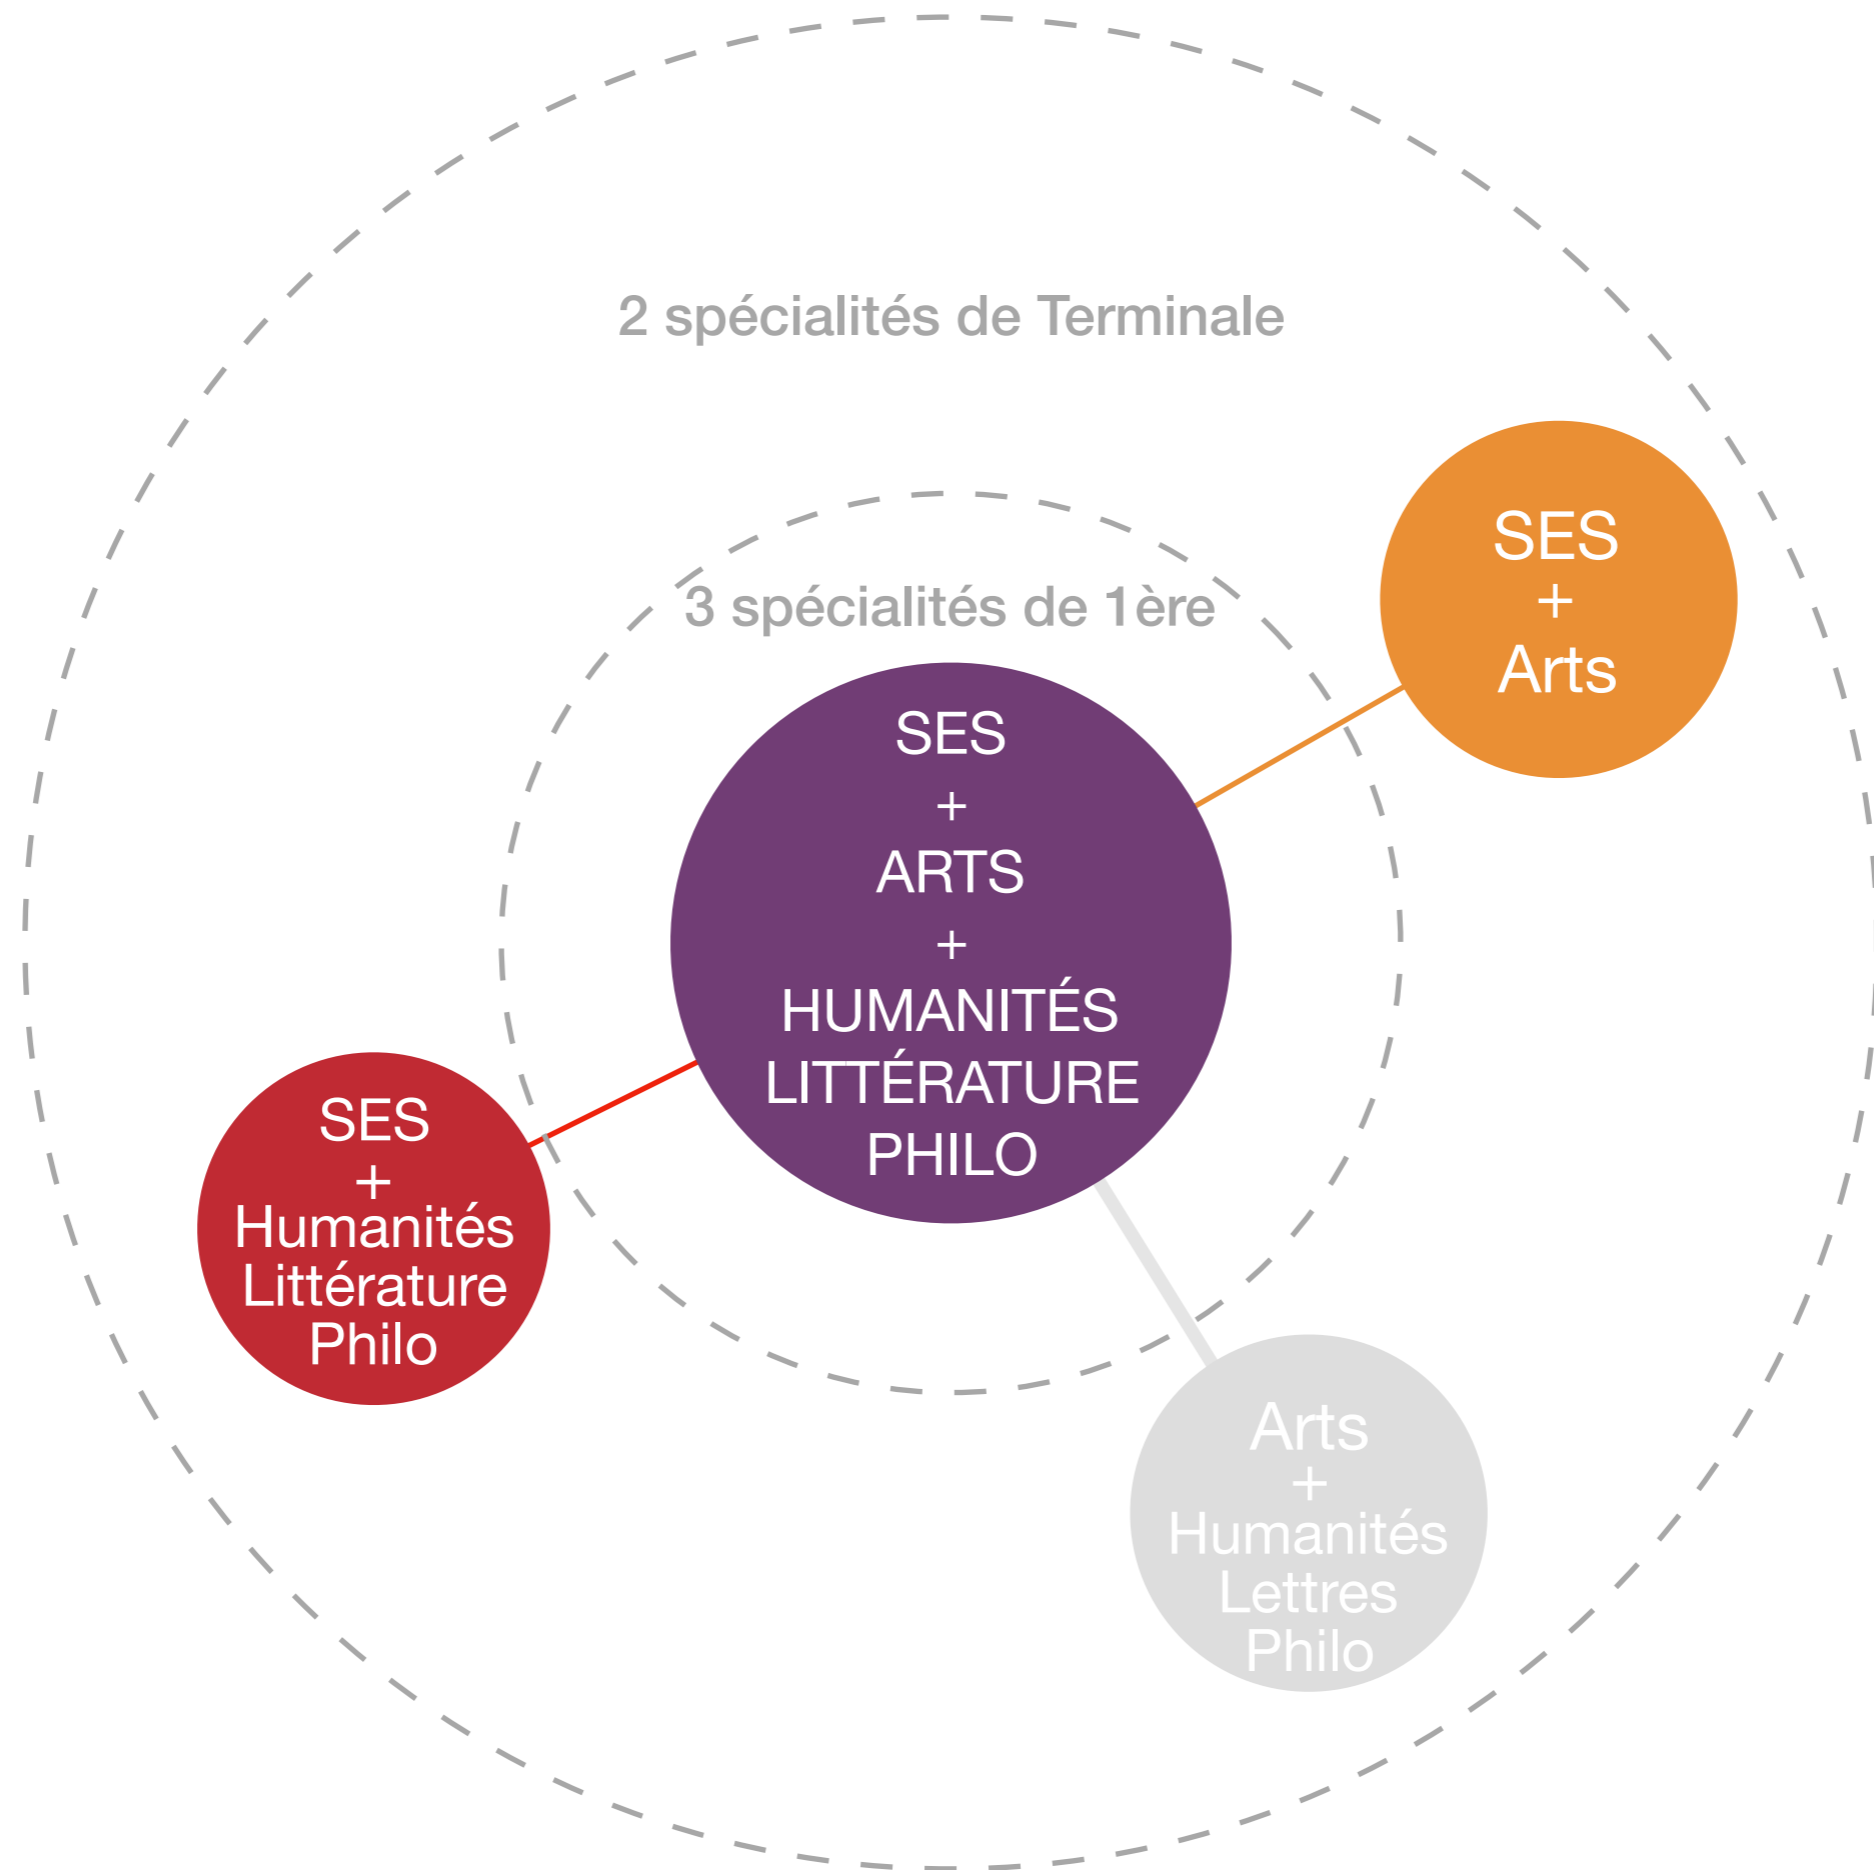 2 spécialités de Terminale
3 spécialités de 1ère
SES
+
Arts
SES
+
ARTS
+
HUMANITÉS
LITTÉRATURE
PHILO
SES
+
Humanités
Littérature
Philo
Arts
+
Humanités
Lettres
Philo